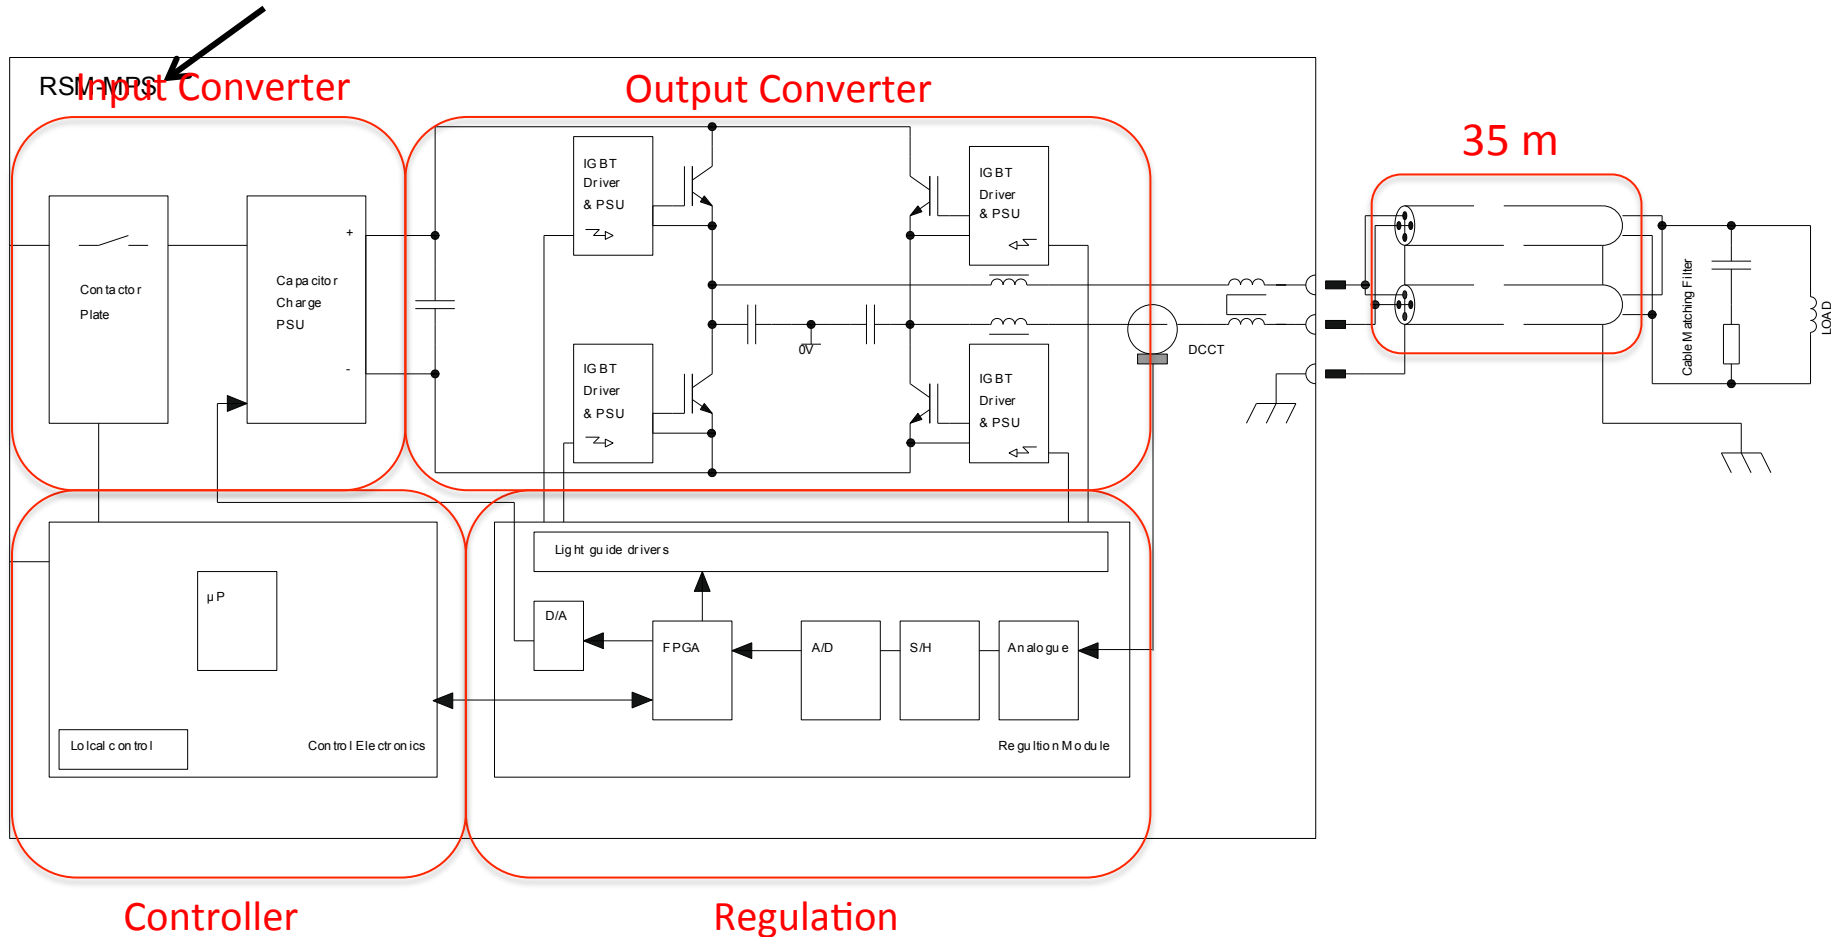 RSM-MPS
Input Converter
Output Converter
35 m
IGBT
Driver
& PSU
IGBT
Driver
& PSU
+
Capacitor
Charge
PSU
-
Contactor
Plate
0V
DCCT
Cable Matching Filter
LOAD
IGBT
Driver
& PSU
IGBT
Driver
& PSU
Light guide drivers
µP
D/A
FPGA
A/D
S/H
Analogue
Lolcal control
Control Electronics
Regultion Module
Controller
Regulation